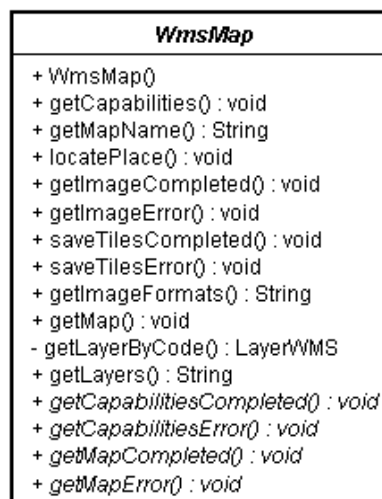 WmsMap
+ WmsMap()
+ getCapabilities() : void
+ getMapName() : String
+ locatePlace() : void
+ getImageCompleted() : void
+ getImageError() : void
+ saveTilesCompleted() : void
+ saveTilesError() : void
+ getImageFormats() : String
+ getMap() : void
- getLayerByCode() : LayerWMS
+ getLayers() : String
+ getCapabilitiesCompleted() : void
+ getCapabilitiesError() : void
+ getMapCompleted() : void
+ getMapError() : void